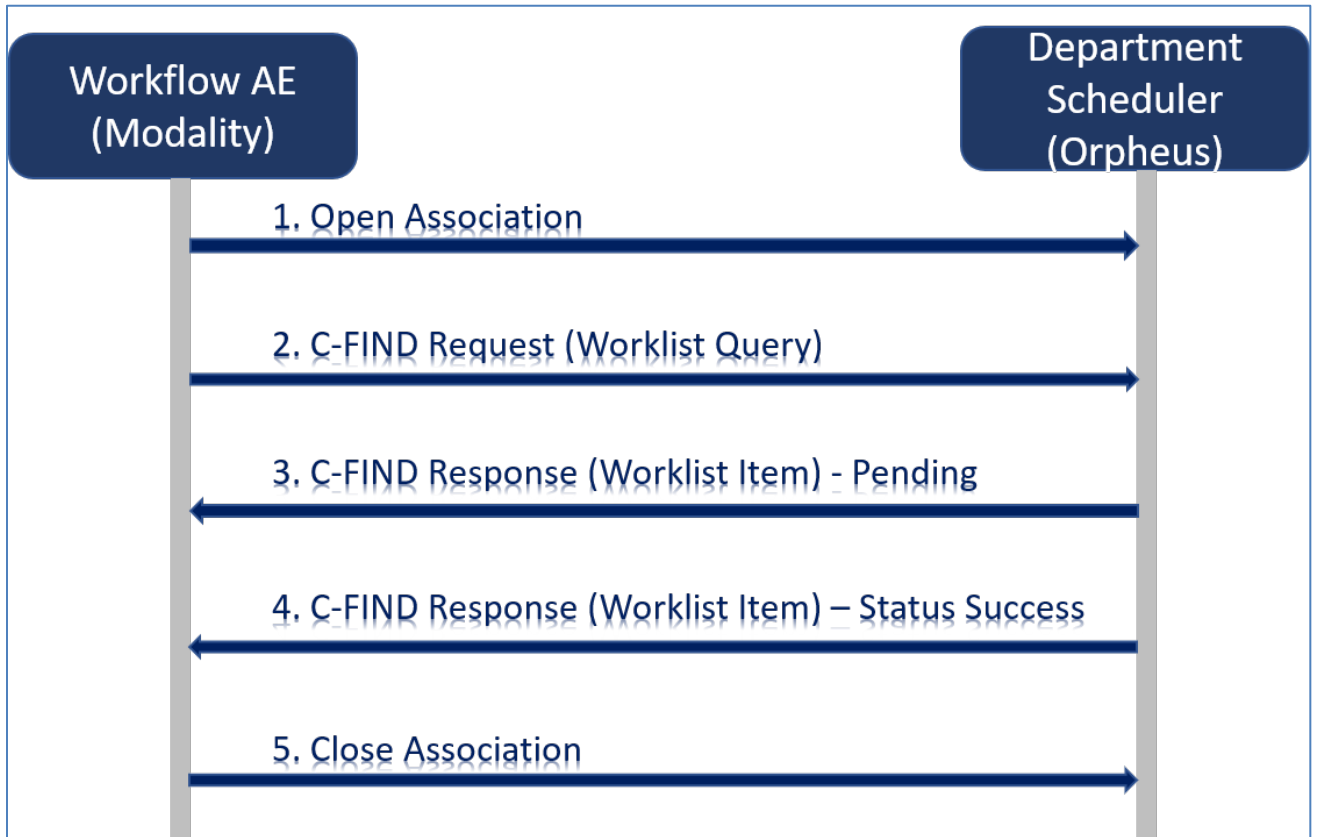 Workflow AE
(Modality)
Department
Scheduler
(Orpheus)
1. Open Association
2. C-FIND Request (Worklist Query)
3. C-FIND Response (Worklist Item) - Pending
4. C-FIND Response (Worklist Item) – Status Success
5. Close Association